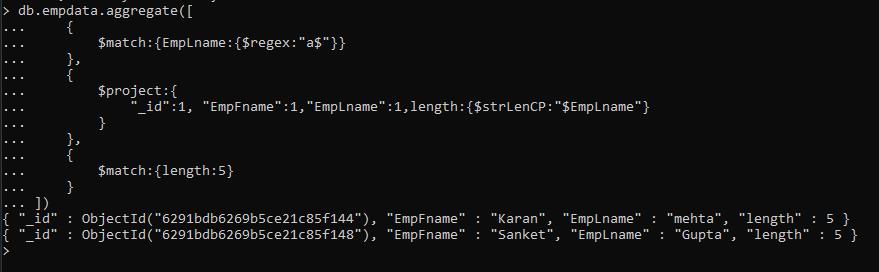 > db.empdata.aggregate([
...     {
...         $match:{EmpLname:{$regex:"a$"}}
...     },
...     {
...         $project:{
...             "_id":1, "EmpFname":1,"EmpLname":1,length:{$strLenCP:"$EmpLname"}
...         }
...     },
...     {
...         $match:{length:5}
...     }
... ])
{ "_id" : ObjectId("6291bdb6269b5ce21c85f144"), "EmpFname" : "Karan", "EmpLname" : "mehta", "length" : 5 }
{ "_id" : ObjectId("6291bdb6269b5ce21c85f148"), "EmpFname" : "Sanket", "EmpLname" : "Gupta", "length" : 5 }
>